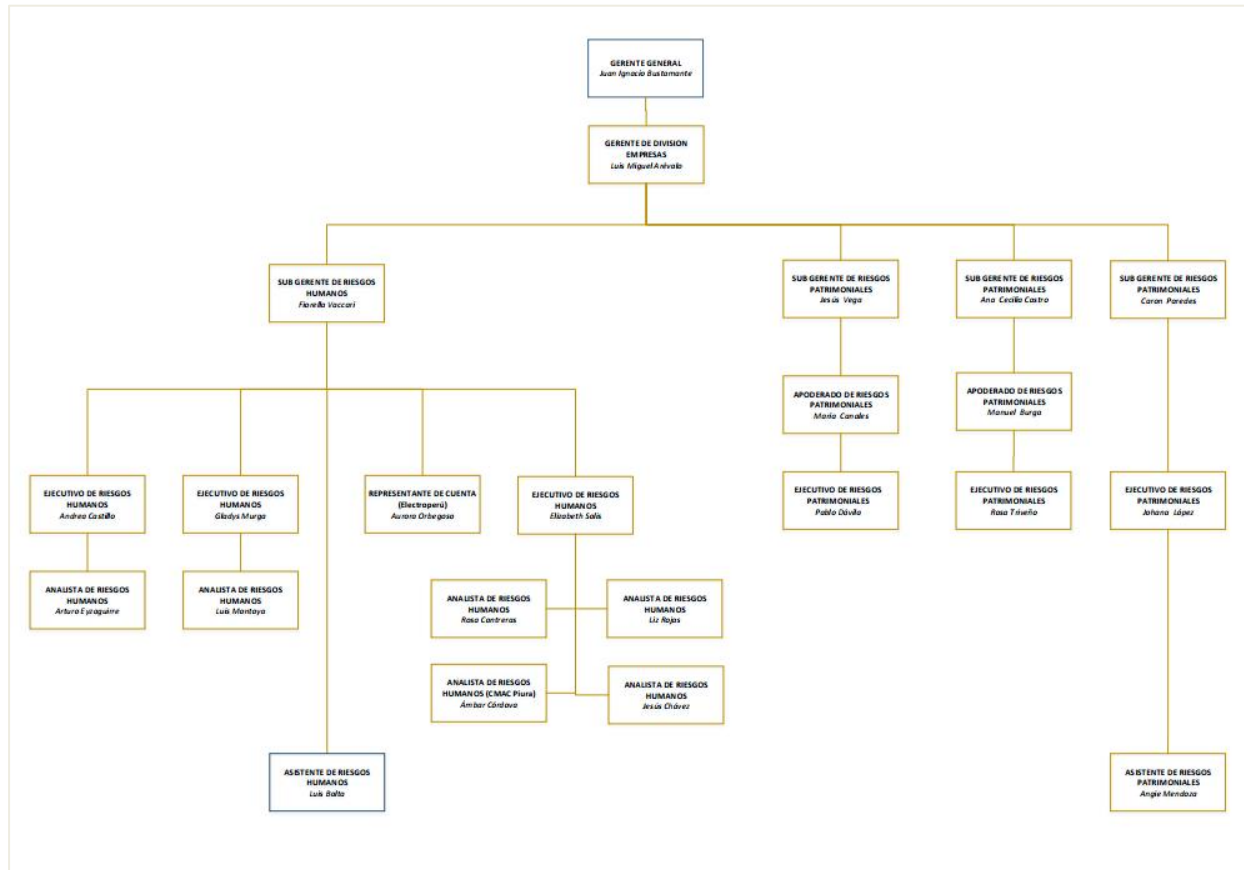 GERENTE GENERAL
Juan Ignacio Bustamante
GERENTE DE DIVISION
EMPRESAS
Luis Miguel Arévalo
SUB GERENTE DE RIESGOS
HUMANOS
Fiorella Vaccari
SUB GERENTE DE RIESGOS
PATRIMONIALES
Jesús Vega
SUB GERENTE DE RIESGOS
PATRIMONIALES
Ana Cecilia Castro
SUB GERENTE DE RIESGOS
PATRIMONIALES
Caron Paredes
APODERADO DE RIESGOS
PATRIMONIALES
María Canales
APODERADO DE RIESGOS
PATRIMONIALES
Manuel Burga
EJECUTIVO DE RIESGOS
HUMANOS
Andrea Castillo
EJECUTIVO DE RIESGOS
HUMANOS
Gladys Murga
REPRESENTANTE DE CUENTA
(Electroperú)
Aurora Orbegoso
EJECUTIVO DE RIESGOS
HUMANOS
Elizabeth Solis
EJECUTIVO DE RIESGOS
PATRIMONIALES
Pablo Dávila
EJECUTIVO DE RIESGOS
PATRIMONIALES
Rosa Triveño
EJECUTIVO DE RIESGOS
PATRIMONIALES
Johana López
ANALISTA DE RIESGOS
HUMANOS
Arturo Eyzaguirre
ANALISTA DE RIESGOS
HUMANOS
Luis Montoya
ANALISTA DE RIESGOS
HUMANOS
Rosa Contreras
ANALISTA DE RIESGOS
HUMANOS
Liz Rojas
ANALISTA DE RIESGOS
HUMANOS (CMAC Piura)
Ámbar Córdova
ANALISTA DE RIESGOS
HUMANOS
Jesús Chávez
ASISTENTE DE RIESGOS
HUMANOS
Luis Balta
ASISTENTE DE RIESGOS
PATRIMONIALES
Angie Mendoza